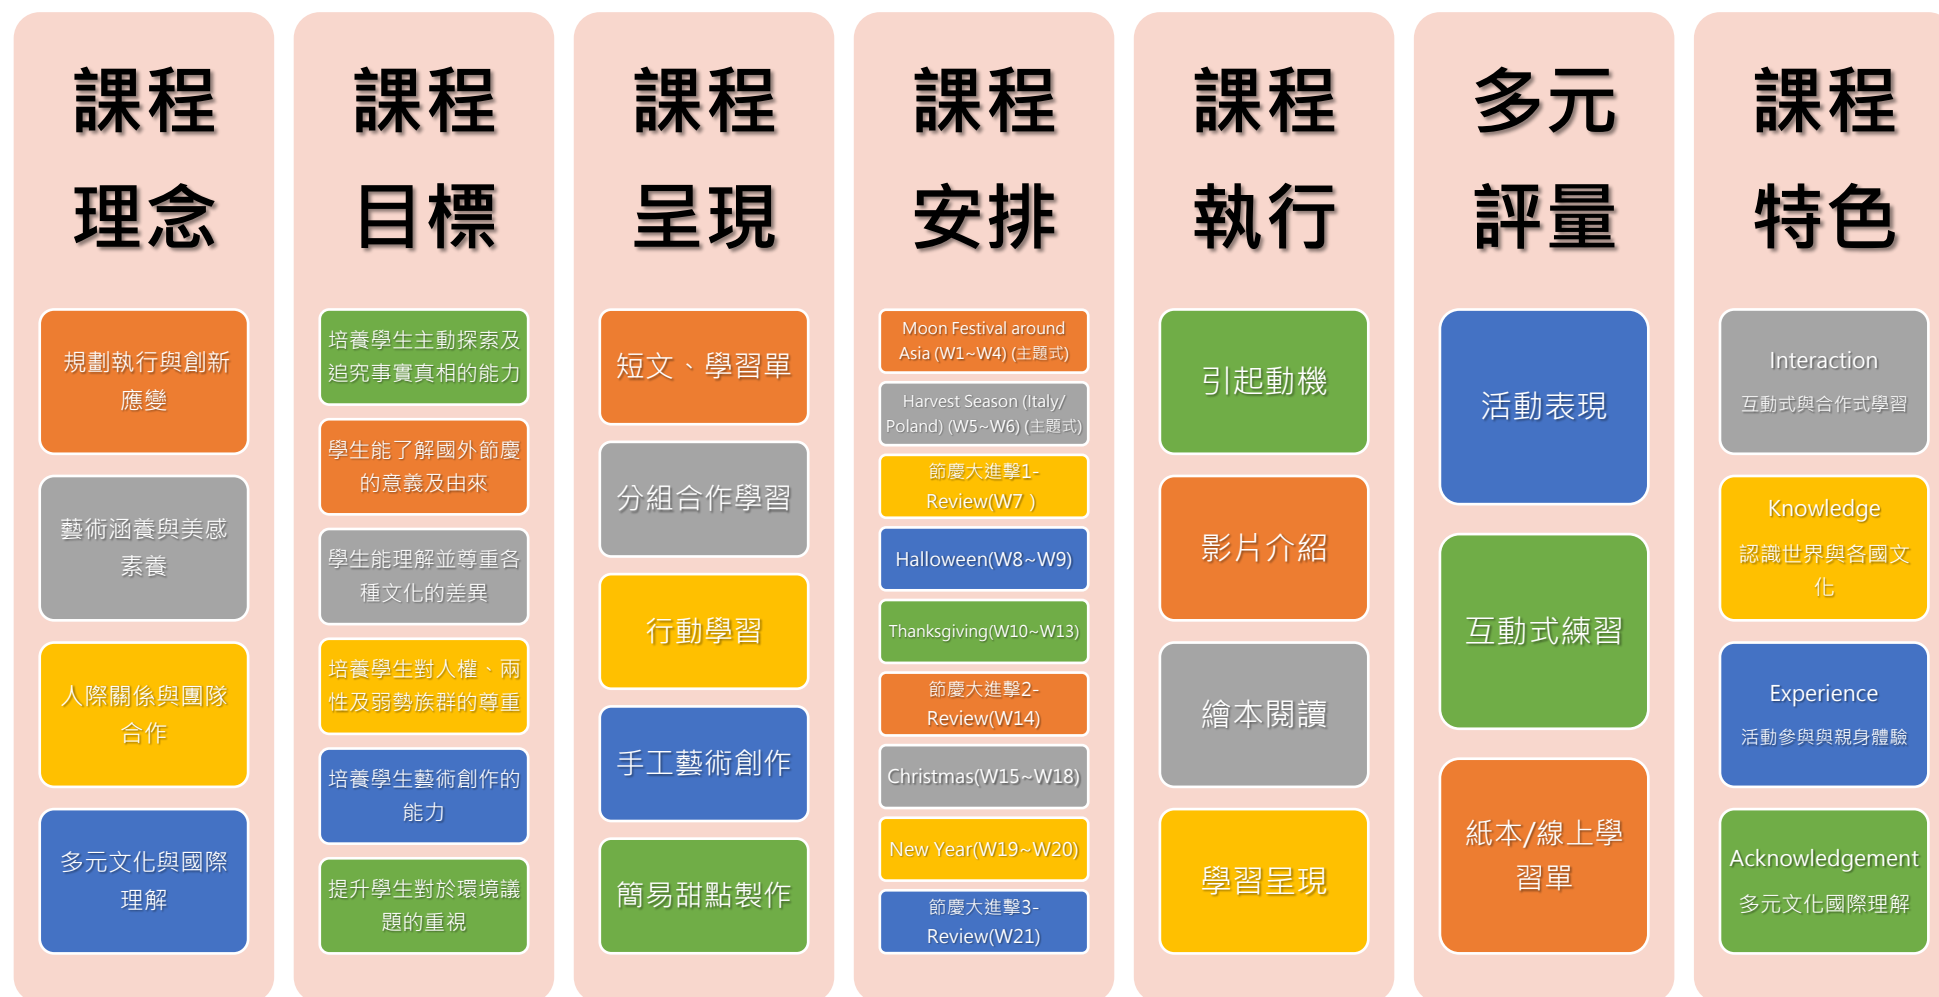 課程
理念
規劃執行與創新
應變
藝術涵養與美感
素養
人際關係與團隊
合作
多元文化與國際
理解
課程
目標
培養學生主動探索及
追究事實真相的能力
學生能了解國外節慶
的意義及由來
學生能理解並尊重各
種文化的差異
培養學生對人權、兩
性及弱勢族群的尊重
培養學生藝術創作的
能力
提升學生對於環境議
題的重視
課程
呈現
短文、學習單
分組合作學習
行動學習
手工藝術創作
簡易甜點製作
課程
安排
Moon Festival around
Asia (W1~W4) (主題式)
Harvest Season (Italy/
Poland) (W5~W6) (主題式)
節慶大進擊1-
Review(W7 )
Halloween(W8~W9)
Thanksgiving(W10~W13)
節慶大進擊2-
Review(W14)
Christmas(W15~W18)
New Year(W19~W20)
節慶大進擊3-
Review(W21)
課程
執行
引起動機
影片介紹
繪本閱讀
學習呈現
多元
評量
活動表現
互動式練習
紙本/線上學
習單
課程
特色
Interaction
互動式與合作式學習
Knowledge
認識世界與各國文
化
Experience
活動參與與親身體驗
Acknowledgement
多元文化國際理解